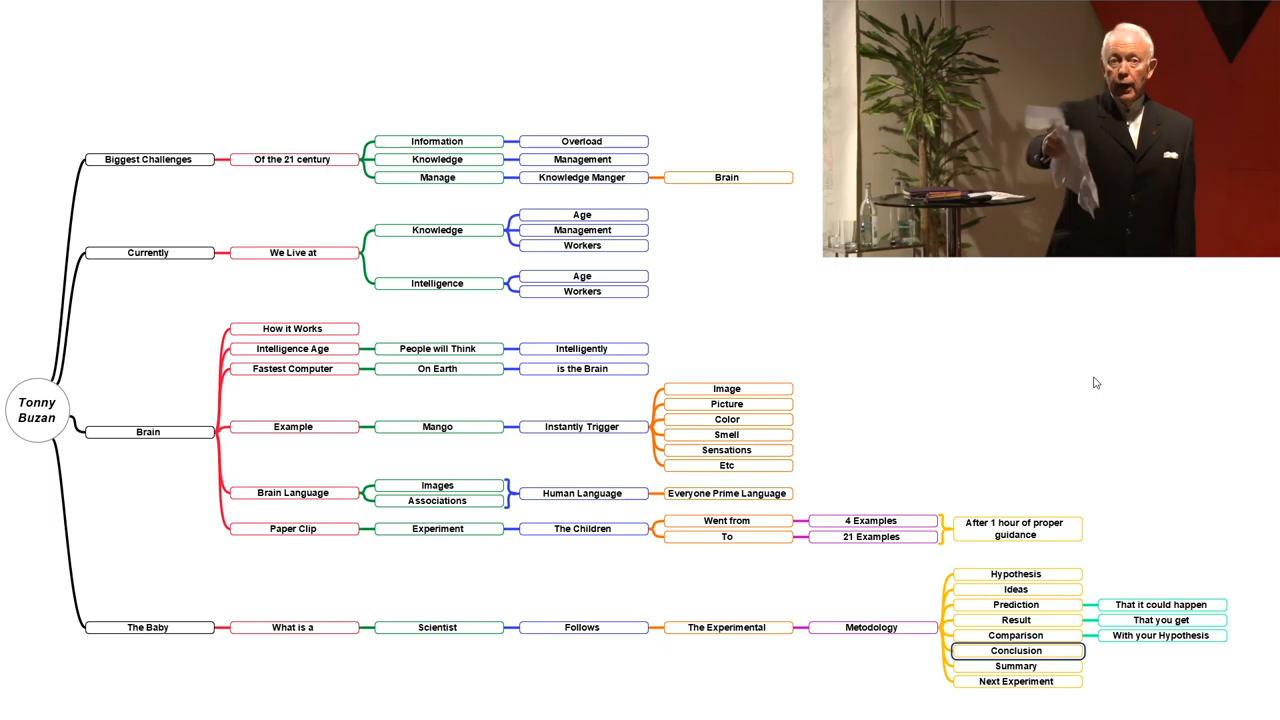 Tonny
Buzan
Biggest Challenges
Of the 21 century
Information
Overload
Knowledge
Management
Manage
Knowledge Manger
Brain
Currently
We Live at
Knowledge
Age
Management
Workers
Intelligence
Age
Workers
Brain
How it Works
Intelligence Age
People will Think
Intelligently
Fastest Computer
On Earth
is the Brain
Example
Mango
Instantly Trigger
Image
Picture
Color
Smell
Sensations
Etc
Brain Language
Images
Associations
Human Language
Everyone Prime Language
Paper Clip
Experiment
The Children
Went from
4 Examples
To
21 Examples
After 1 hour of proper
guidance
The Baby
What is a
Scientist
Follows
The Experimental
Metodology
Hypothesis
Ideas
Prediction
That it could happen
Result
That you get
Comparison
With your Hypothesis
Conclusion
Summary
Next Experiment